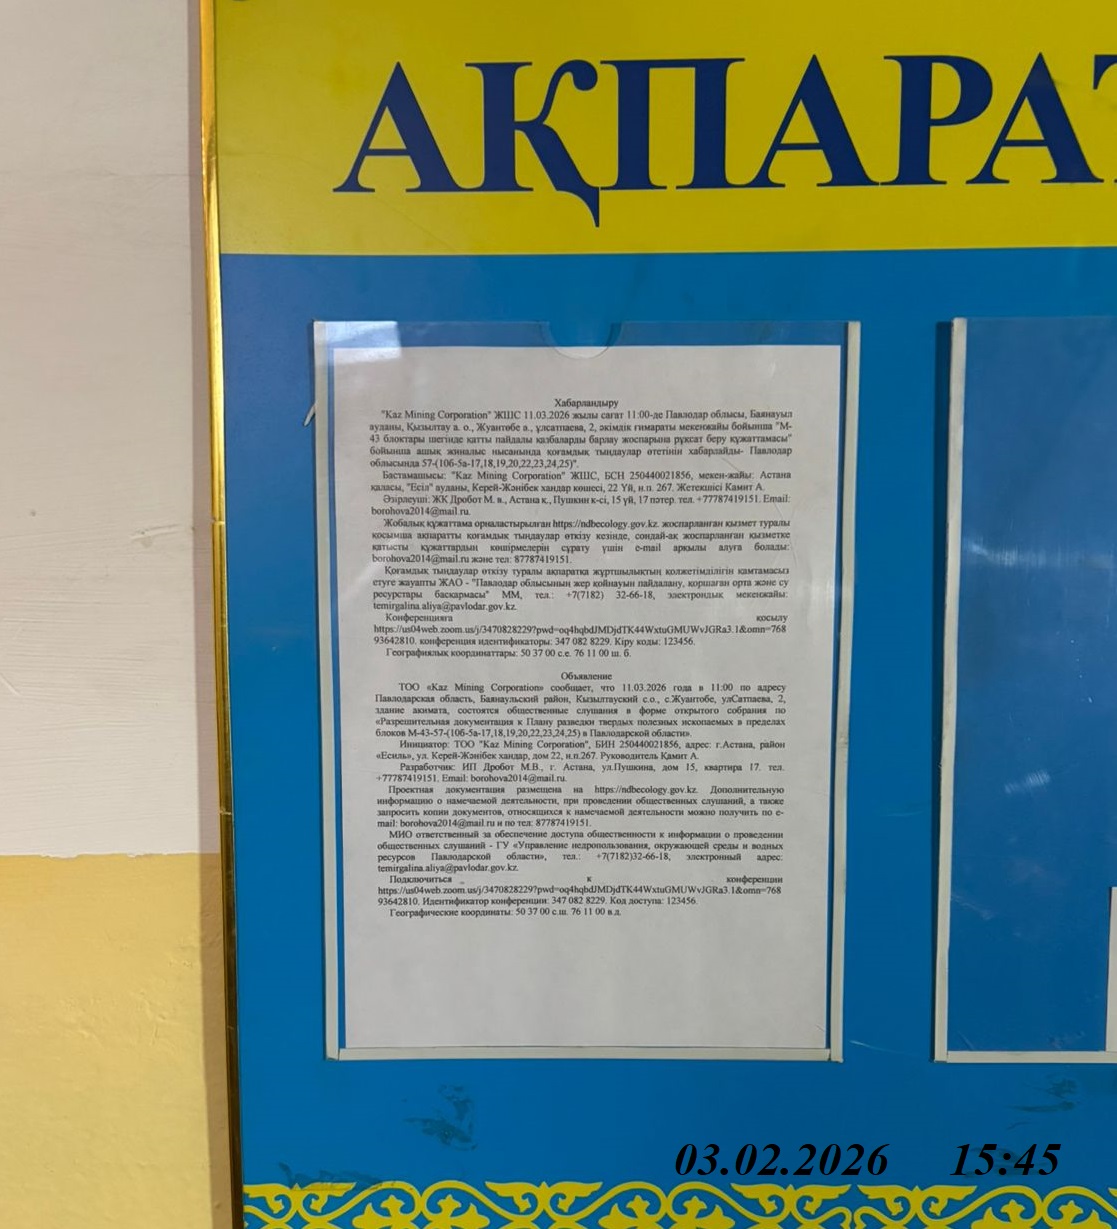 АҚПАРАТ
Хабарландыру
"Kaz Mining Corporation" ЖШС 11.03.2026 жылы сағат 11:00-де Павлодар облысы, Баянауыл
ауданы, Қызылтау а. о., Жуантөбе а., ұлсатпаева, 2, әкімдік ғимараты мекенжайы бойынша "М-
43 блоктары шегінде қатты пайдалы қазбаларды барлау жоспарына рұқсат беру құжаттамасы"
бойынша ашық жиналыс нысанында қоғамдық тыңдаулар өтетінін хабарлайды- Павлодар
облысында 57-(10б-5а-17,18,19,20,22,23,24,25)".
Бастамашысы: "Kaz Mining Corporation" ЖШС, БСН 250440021856, мекен-жайы: Астана
қаласы, "Есіл" ауданы, Керей-Жәнібек хандар көшесі, 22 Үй, н.п. 267. Жетекшісі Камит А.
Әзірлеуші: ЖК Дробот М. в., Астана қ., Пушкин к-сі, 15 үй, 17 пәтер. тел. +77787419151. Email:
borohova2014@mail.ru.
Жобалық құжаттама орналастырылған https://ndbecology.gov.kz. жоспарланған қызмет туралы
қосымша ақпаратты қоғамдық тыңдаулар өткізу кезінде, сондай-ақ жоспарланған қызметке
қатысты құжаттардың көшірмелерін сұрату үшін e-mail арқылы алуға болады:
borohova2014@mail.ru және тел: 87787419151.
Қоғамдық тыңдаулар өткізу туралы ақпаратқа жұртшылықтың қолжетімділігін қамтамасыз
етуге жауапты ЖАО - "Павлодар облысының жер қойнауын пайдалану, қоршаған орта және су
ресурстары басқармасы" ММ, тел.: +7(7182) 32-66-18, электрондық мекенжайы:
temirgalina.aliya@pavlodar.gov.kz.
Конференцияға қосылу
https://us04web.zoom.us/j/3470828229?pwd=oq4hqbdJMDjdTK44WxtuGMUWvJGRa3.1&omn=768
93642810. конференция идентификаторы: 347 082 8229. Кіру коды: 123456.
Географиялық координаттары: 50 37 00 с.е. 76 11 00 ш. б.
Объявление
ТОО «Kaz Mining Corporation» сообщает, что 11.03.2026 года в 11:00 по адресу
Павлодарская область, Баянаульский район, Кызылтауский с.о., с.Жуантобе, улСатпаева, 2,
здание акимата, состоятся общественные слушания в форме открытого собрания по
«Разрешительная документация к Плану разведки твердых полезных ископаемых в пределах
блоков М-43-57-(10б-5а-17,18,19,20,22,23,24,25) в Павлодарской области».
Инициатор: ТОО "Kaz Mining Corporation", БИН 250440021856, адрес: г.Астана, район
«Есиль», ул. Керей-Жәнібек хандар, дом 22, н.п.267. Руководитель Қамит А.
Разработчик: ИП Дробот М.В., г. Астана, ул.Пушкина, дом 15, квартира 17. тел.
+77787419151. Email: borohova2014@mail.ru.
Проектная документация размещена на https://ndbecology.gov.kz. Дополнительную
информацию о намечаемой деятельности, при проведении общественных слушаний, а также
запросить копии документов, относящихся к намечаемой деятельности можно получить по e-
mail: borohova2014@mail.ru и по тел: 87787419151.
МИО ответственный за обеспечение доступа общественности к информации о проведении
общественных слушаний - ГУ «Управление недропользования, окружающей среды и водных
ресурсов Павлодарской области», тел.: +7(7182)32-66-18, электронный адрес:
temirgalina.aliya@pavlodar.gov.kz.
Подключиться к конференции
https://us04web.zoom.us/j/3470828229?pwd=oq4hqbdJMDjdTK44WxtuGMUWvJGRa3.1&omn=768
93642810. Идентификатор конференции: 347 082 8229. Код доступа: 123456.
Географические координаты: 50 37 00 с.ш. 76 11 00 в.д.
03.02.2026 15:45